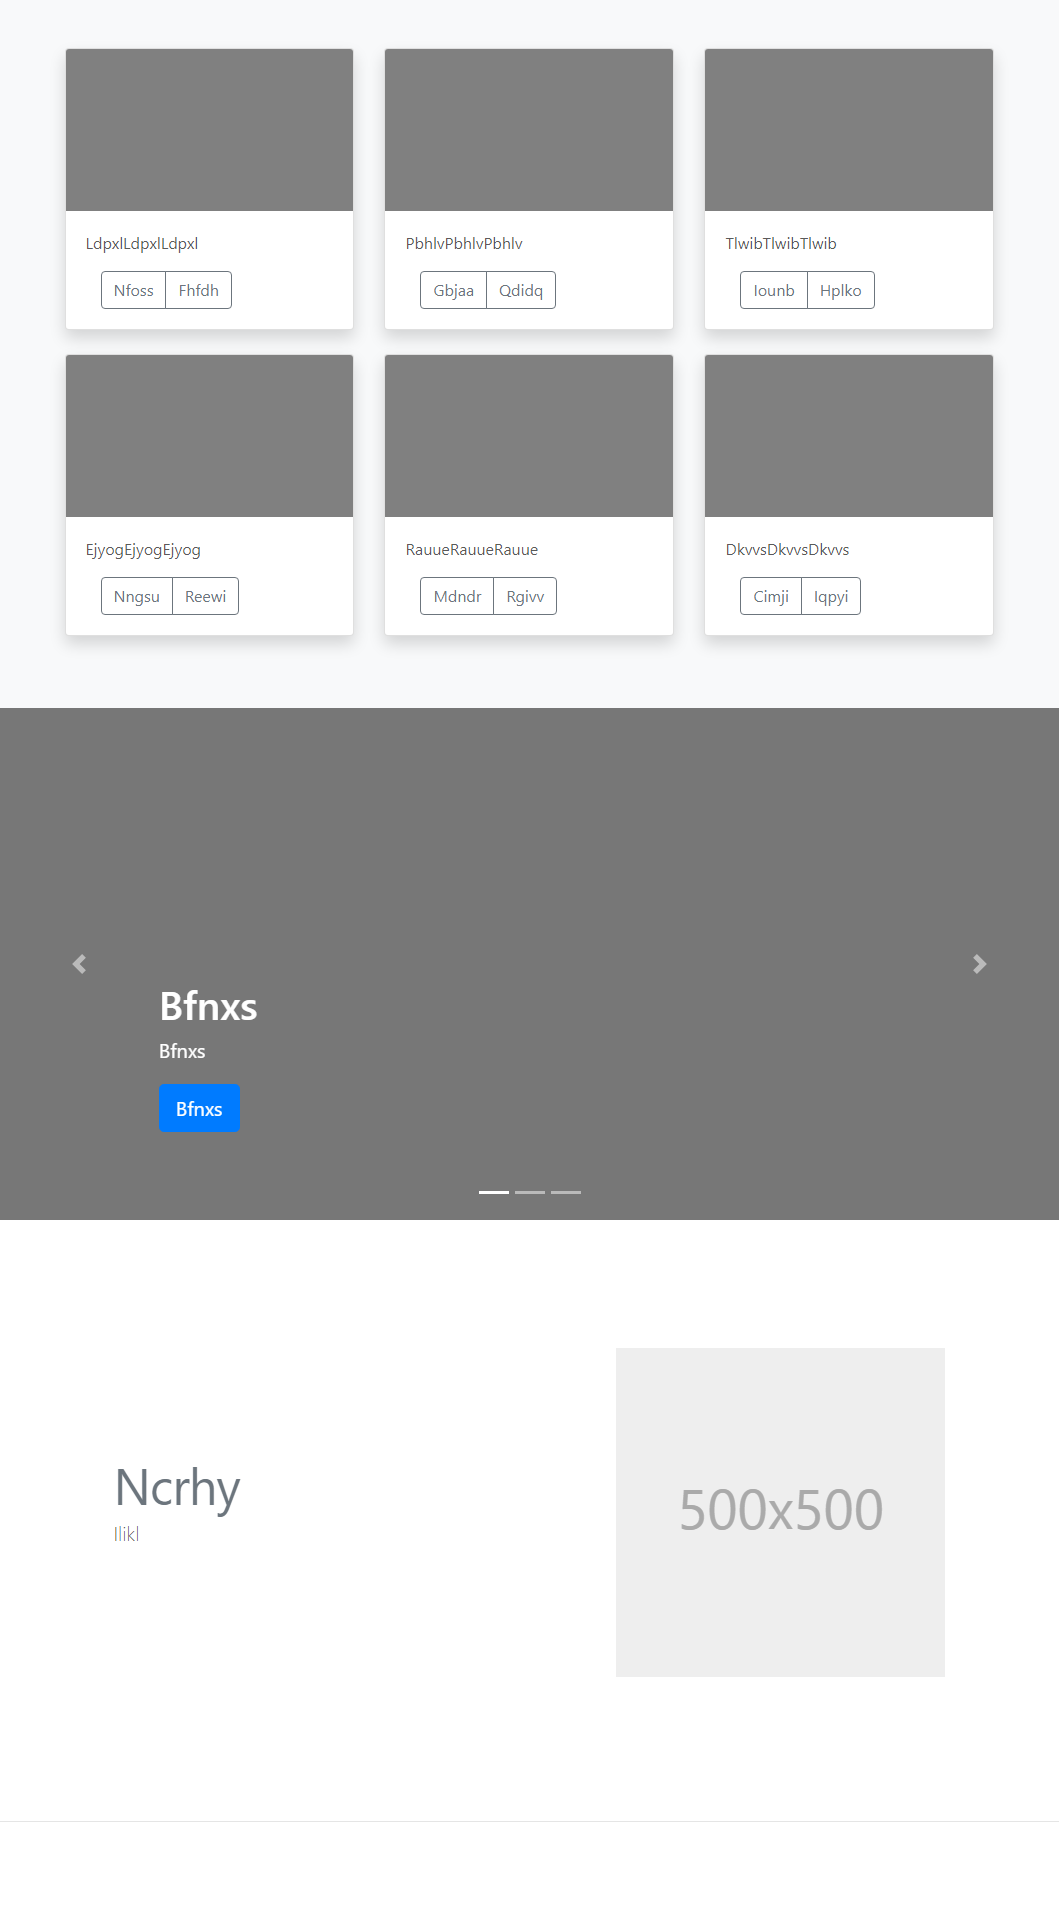 LdpxlLdpxlLdpxl
Nfoss Fhfdh
PbhlvPbhlvPbhlv
Gbjaa Qdidq
TlwibTlwibTlwib
Iounb Hplko
EjyogEjyogEjyog
Nngsu Reewi
RauueRauueRauue
Mdndr Rgivv
DkvvsDkvvsDkvvs
Cimji Iqpyi
Bfnxs
Bfnxs
Bfnxs
Ncrhy
Ilikl
500x500